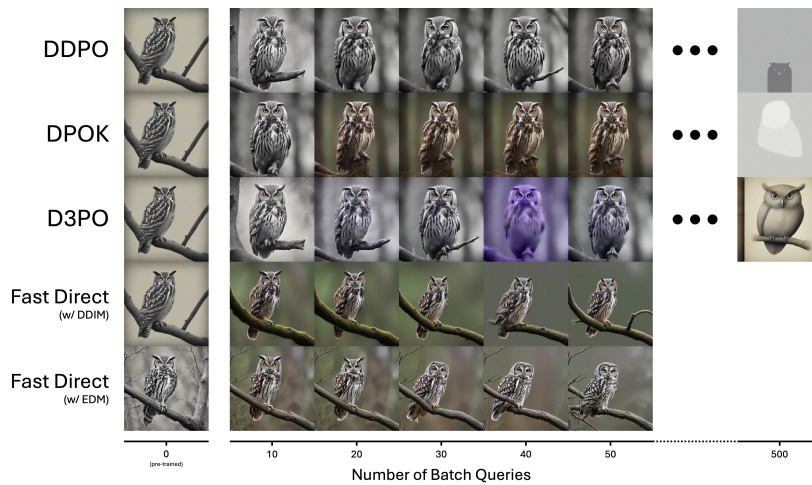 DDPO
DPOK
D3PO
Fast Direct
(w/ DDIM)
Fast Direct
(w/ EDM)
0
(pre-trained)
10
20
30
40
50
500
Number of Batch Queries